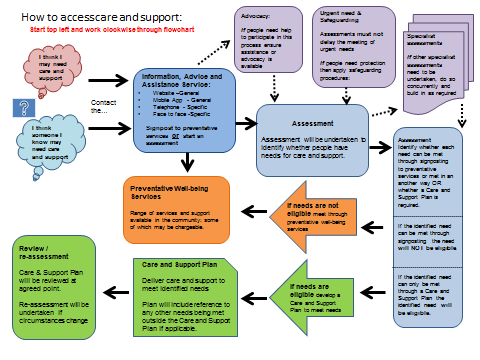 How to accesscare and support:
Start top left and work clockwise through flowchart
I think I
may need
care and
support
?
I think
someone I
know may need
care and
support
Contact
the...
Information, Advice and
Assistance Service:
• Website –General
• Mobile App - General
• Telephone - Specific
• Face to face -Specific
Signpost to preventative
services or start an
assessment
Advocacy:
If people need help
to participate in this
process ensure
assistance or
advocacy is
available
Urgent need &
Safeguarding
Assessments must not
delay the meeting of
urgent needs
If people need protection
then apply safeguarding
procedures:
Specialist
assessments
If other specialist
assessments
need to be
undertaken, do so
concurrently and
build in as required
Assessment
Assessment will be undertaken to
identify whether people have
needs for care and support.
Assessment
Identify whether each
need can be met
through signposting
to preventative
services or met in an
another way OR
whether a Care and
Support Plan is
required.
If the identified need
can be met through
signposting the need
will NOT be eligible.
If the identified need
can only be met
through a Care and
Support Plan the
identified need will
be eligible.
Preventative Well-being
Services
Range of services and support
available in the community: some of
which may be chargeable.
If needs are not
eligible meet through
preventative well-being
services
Review /
re-assessment
Care & Support Plan
will be reviewed at
agreed point.
Re-assessment will be
undertaken if
circumstances change
Care and Support Plan
Deliver care and support to
meet identified needs
Plan will include reference to
any other needs being met
outside the Care and Suppot
Plan if applicable.
If needs are
eligible develop a
Care and Support
Plan to meet needs